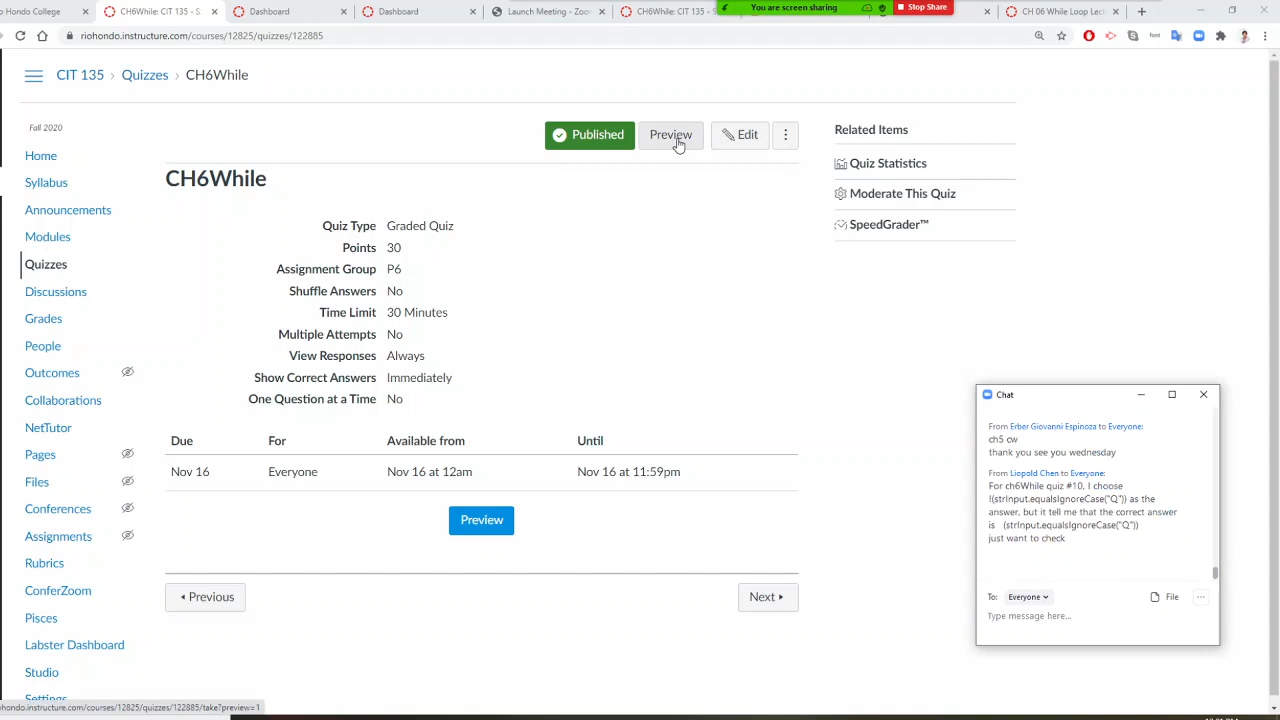 o Hondo College
CH6While: CIT 135 - S
Dashboard
Dashboard
Launch Meeting - Zoo
CH6While: CIT 135 - S
You are screen sharing
Stop Share
CH 06 While Loop Lect
riohondo.instructure.com/courses/12825/quizzes/122885
CIT 135 › Quizzes › CH6While
Fall 2020
Home
Syllabus
Announcements
Modules
Quizzes
Discussions
Grades
People
Outcomes
Collaborations
NetTutor
Pages
Files
Conferences
Assignments
Rubrics
ConferZoom
Pisces
Labster Dashboard
Studio
Settings
Published
Preview
Edit
CH6While
Quiz Type Graded Quiz
Points 30
Assignment Group P6
Shuffle Answers No
Time Limit 30 Minutes
Multiple Attempts No
View Responses Always
Show Correct Answers Immediately
One Question at a Time No
Due For Available from Until
Nov 16 Everyone Nov 16 at 12am Nov 16 at 11:59pm
Preview
Previous
Next
Related Items
Quiz Statistics
Moderate This Quiz
SpeedGrader™
Chat
From Erber Giovanni Espinoza to Everyone:
ch5 cw
thank you see you wednesday
From Liopold Chen to Everyone:
For ch6While quiz #10, I choose
!(strInput.equalsIgnoreCase("Q")) as the
answer, but it tell me that the correct answer
is (strInput.equalsIgnoreCase("Q"))
just want to check
To: Everyone
File
Type message here...
ohondo.instructure.com/courses/12825/quizzes/122885/take?preview=1